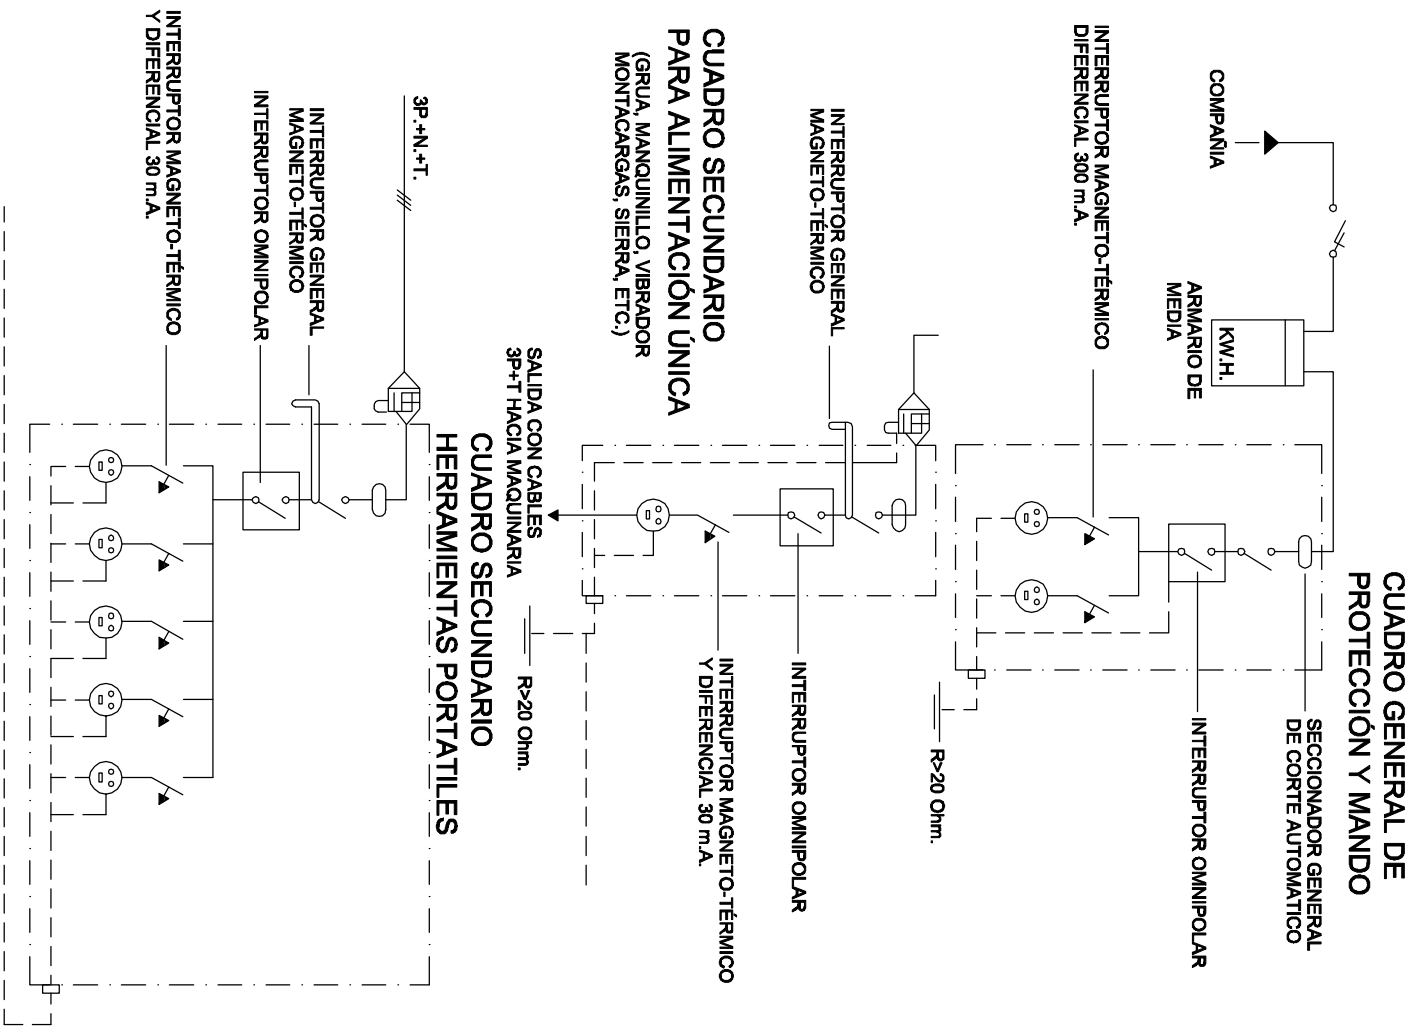 CUADRO GENERAL DE
PROTECCIÓN Y MANDO
COMPAÑIA
ARMARIO DE
MEDIA
KW.H.
SECCIONADOR GENERAL
DE CORTE AUTOMATICO
INTERRUPTOR OMNIPOLAR
INTERRUPTOR MAGNETO-TÉRMICO
DIFERENCIAL 300 m.A.
R>20 Ohm.
CUADRO SECUNDARIO
PARA ALIMENTACIÓN ÚNICA
(GRUA, MANQUINILLO, VIBRADOR
MONTACARGAS, SIERRA, ETC.)
INTERRUPTOR GENERAL
MAGNETO-TÉRMICO
INTERRUPTOR OMNIPOLAR
INTERRUPTOR MAGNETO-TÉRMICO
Y DIFERENCIAL 30 m.A.
SALIDA CON CABLES
3P+T HACIA MAQUINARIA
R>20 Ohm.
CUADRO SECUNDARIO
HERRAMIENTAS PORTATILES
3P.+N.+T.
INTERRUPTOR GENERAL
MAGNETO-TÉRMICO
INTERRUPTOR OMNIPOLAR
INTERRUPTOR MAGNETO-TÉRMICO
Y DIFERENCIAL 30 m.A.